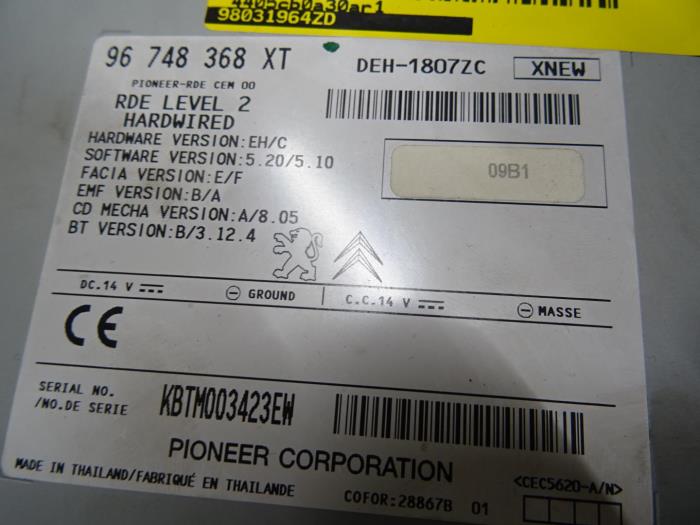 98031964ZD
96 748 368 XT
DEH-1807ZC
XNEW
PIONEER-RDE CEM 00
RDE LEVEL 2
HARDWIRED
HARDWARE VERSION:EH/C
SOFTWARE VERSION:5.20/5.10
FACIA VERSION:E/F
EMF VERSION:B/A
CD MECHA VERSION:A/8.05
BT VERSION:B/3.12.4
09B1
DC.14 V
GROUND
C.C.14 V
MASSE
CE
SERIAL NO.
/NO.DE SERIE
KBTM003423EW
PIONEER CORPORATION
MADE IN THAILAND/FABRIQUÉ EN THAILANDE
<CEC5620-A/N>
COFOR:28867B 01